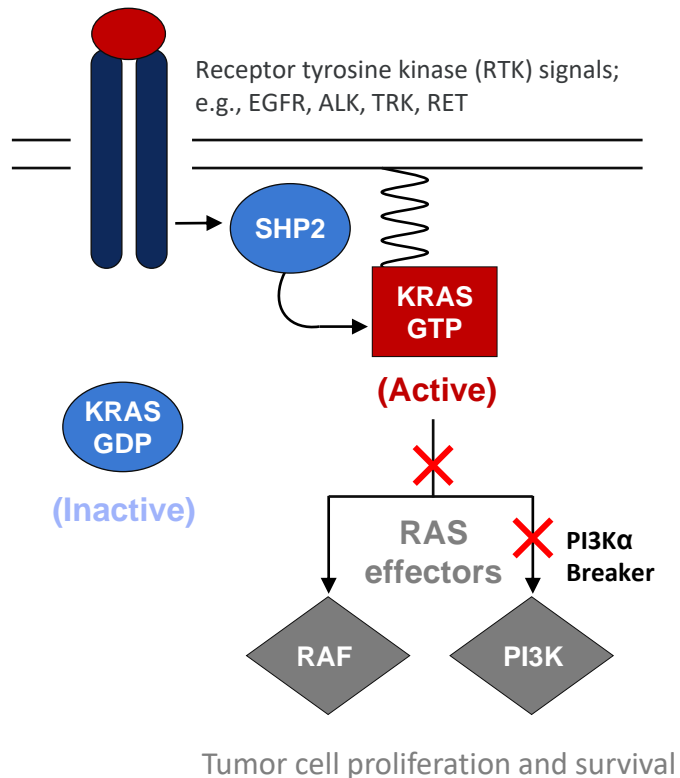 Receptor tyrosine kinase (RTK) signals;
e.g., EGFR, ALK, TRK, RET
SHP2
KRAS
GTP
(Active)
KRAS
GDP
(Inactive)
RAS
effectors
PI3Kα
Breaker
RAF
PI3K
Tumor cell proliferation and survival